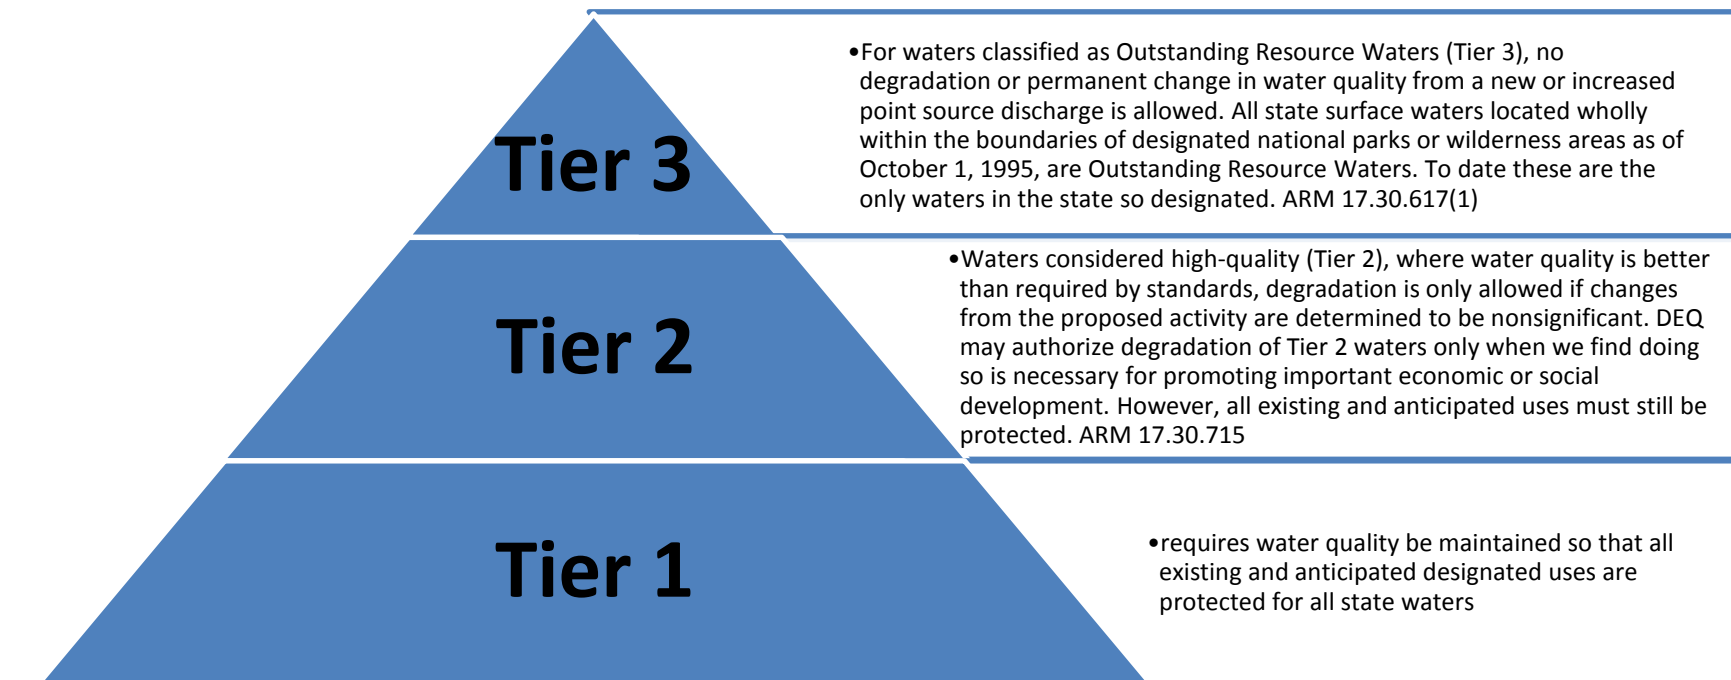 Tier 3
•For waters classified as Outstanding Resource Waters (Tier 3), no
degradation or permanent change in water quality from a new or increased
point source discharge is allowed. All state surface waters located wholly
within the boundaries of designated national parks or wilderness areas as of
October 1, 1995, are Outstanding Resource Waters. To date these are the
only waters in the state so designated. ARM 17.30.617(1)
Tier 2
•Waters considered high-quality (Tier 2), where water quality is better
than required by standards, degradation is only allowed if changes
from the proposed activity are determined to be nonsignificant. DEQ
may authorize degradation of Tier 2 waters only when we find doing
so is necessary for promoting important economic or social
development. However, all existing and anticipated uses must still be
protected. ARM 17.30.715
Tier 1
•requires water quality be maintained so that all
existing and anticipated designated uses are
protected for all state waters